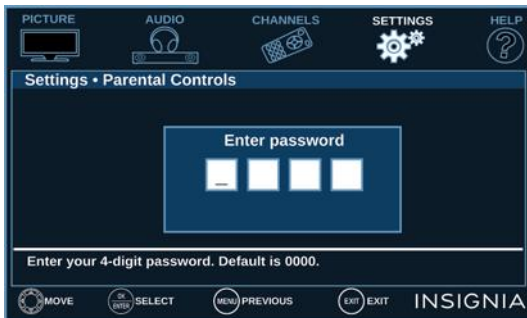 PICTURE AUDIO CHANNELS SETTINGS HELP
?
Settings • Parental Controls
Enter password
_
Enter your 4-digit password. Default is 0000.
MOVE OK ENTER SELECT MENU PREVIOUS EXIT EXIT INSIGNIA